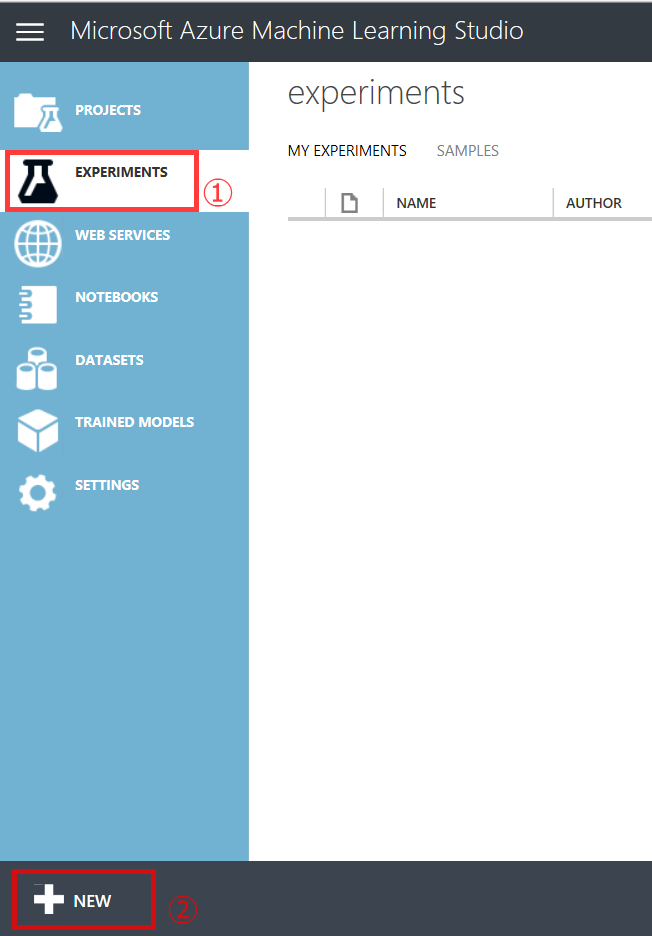 Microsoft Azure Machine Learning Studio
PROJECTS
EXPERIMENTS
①
WEB SERVICES
NOTEBOOKS
DATASETS
TRAINED MODELS
SETTINGS
experiments
MY EXPERIMENTS SAMPLES
NAME AUTHOR
NEW
②